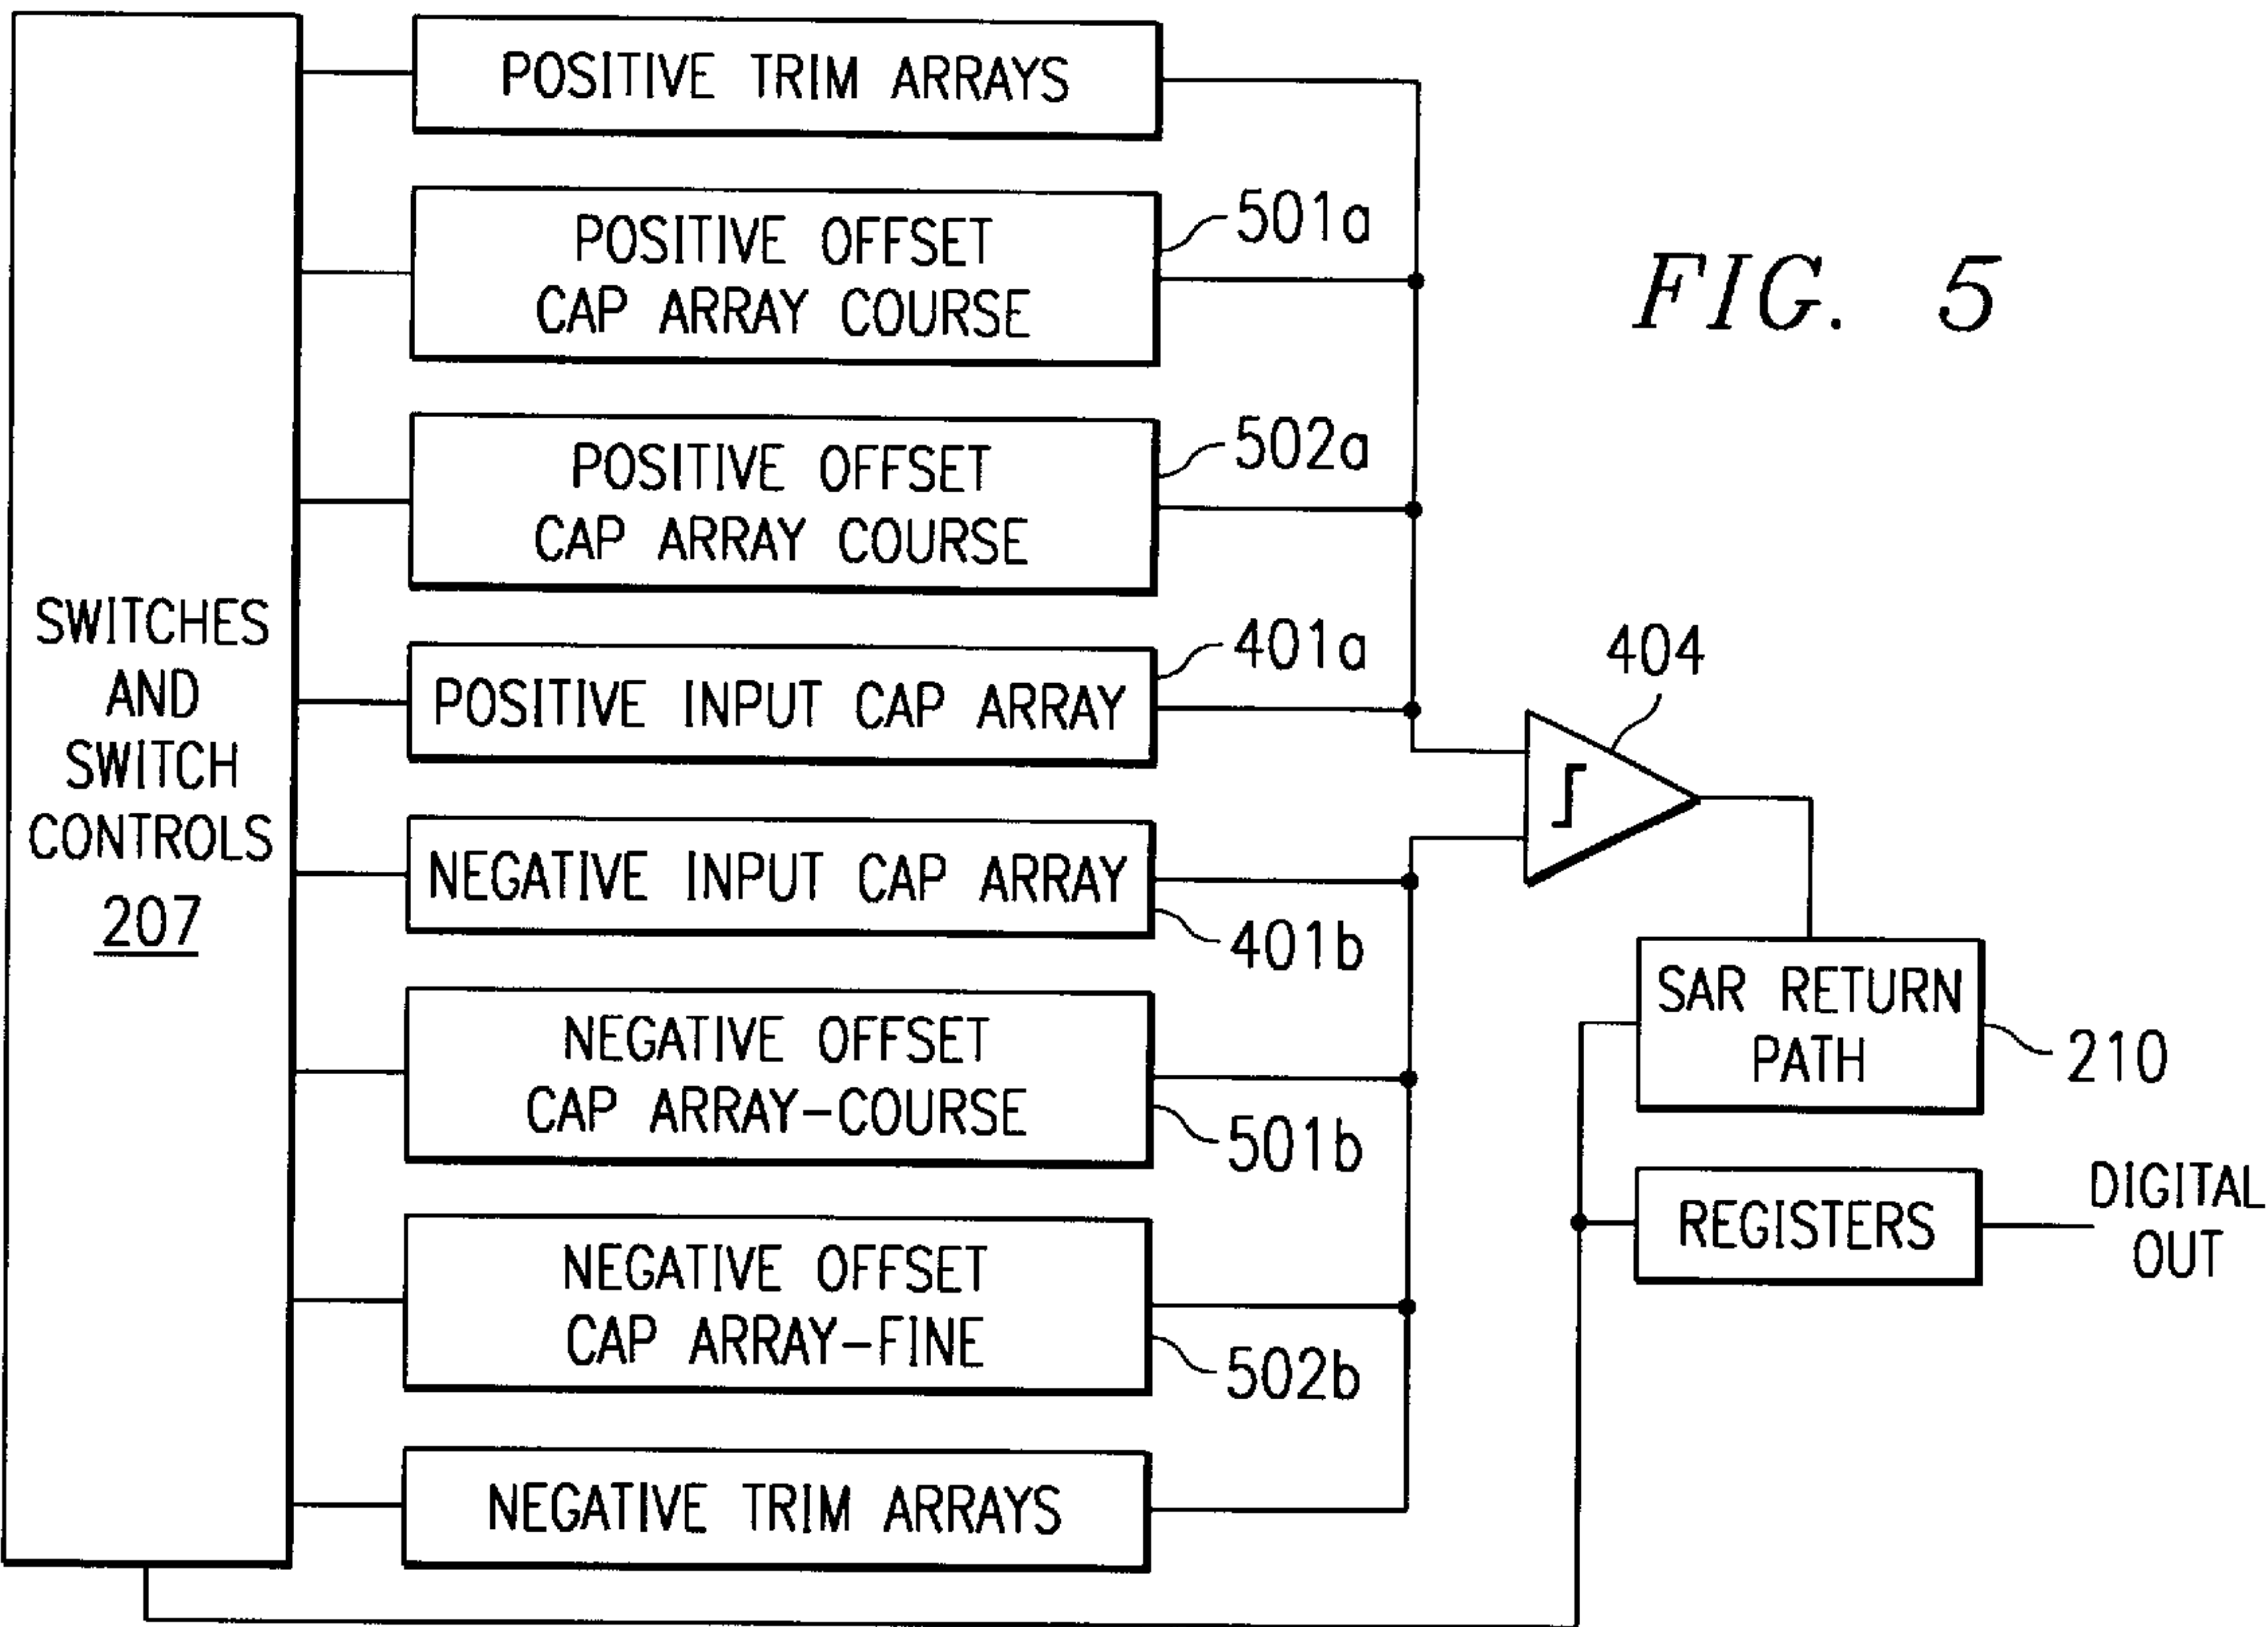 POSITIVE TRIM ARRAYS
POSITIVE OFFSET
CAP ARRAY COURSE
501a
FIG. 5
POSITIVE OFFSET
CAP ARRAY COURSE
502a
SWITCHES
AND
SWITCH
CONTROLS
207
POSITIVE INPUT CAP ARRAY
401a
404
NEGATIVE INPUT CAP ARRAY
401b
NEGATIVE OFFSET
CAP ARRAY-COURSE
501b
SAR RETURN
PATH
210
NEGATIVE OFFSET
CAP ARRAY-FINE
502b
REGISTERS
DIGITAL
OUT
NEGATIVE TRIM ARRAYS